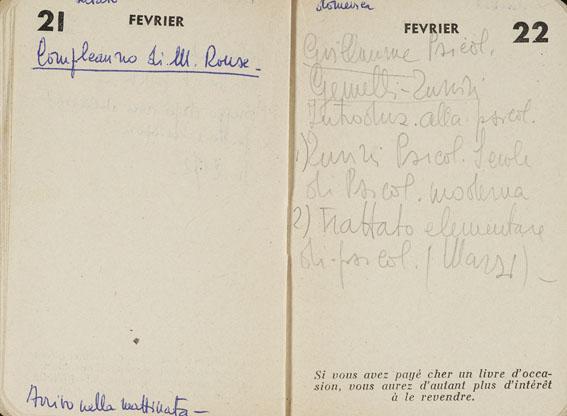 21
FEVRIER
Compleanno di M. Rouse -
Arrivo nella mattinata -
domenica
FEVRIER
22
Guillaume Psicol.
Gemelli-Zunini
Introduz. alla psicol.
1) Zunini Psicol. Scuole
di Psicol. moderna
2) Trattato elementare
di psicol. (Marzi) -
Si vous avez payé cher un livre d'occa-
sion, vous aurez d'autant plus d'intérêt
à le revendre.